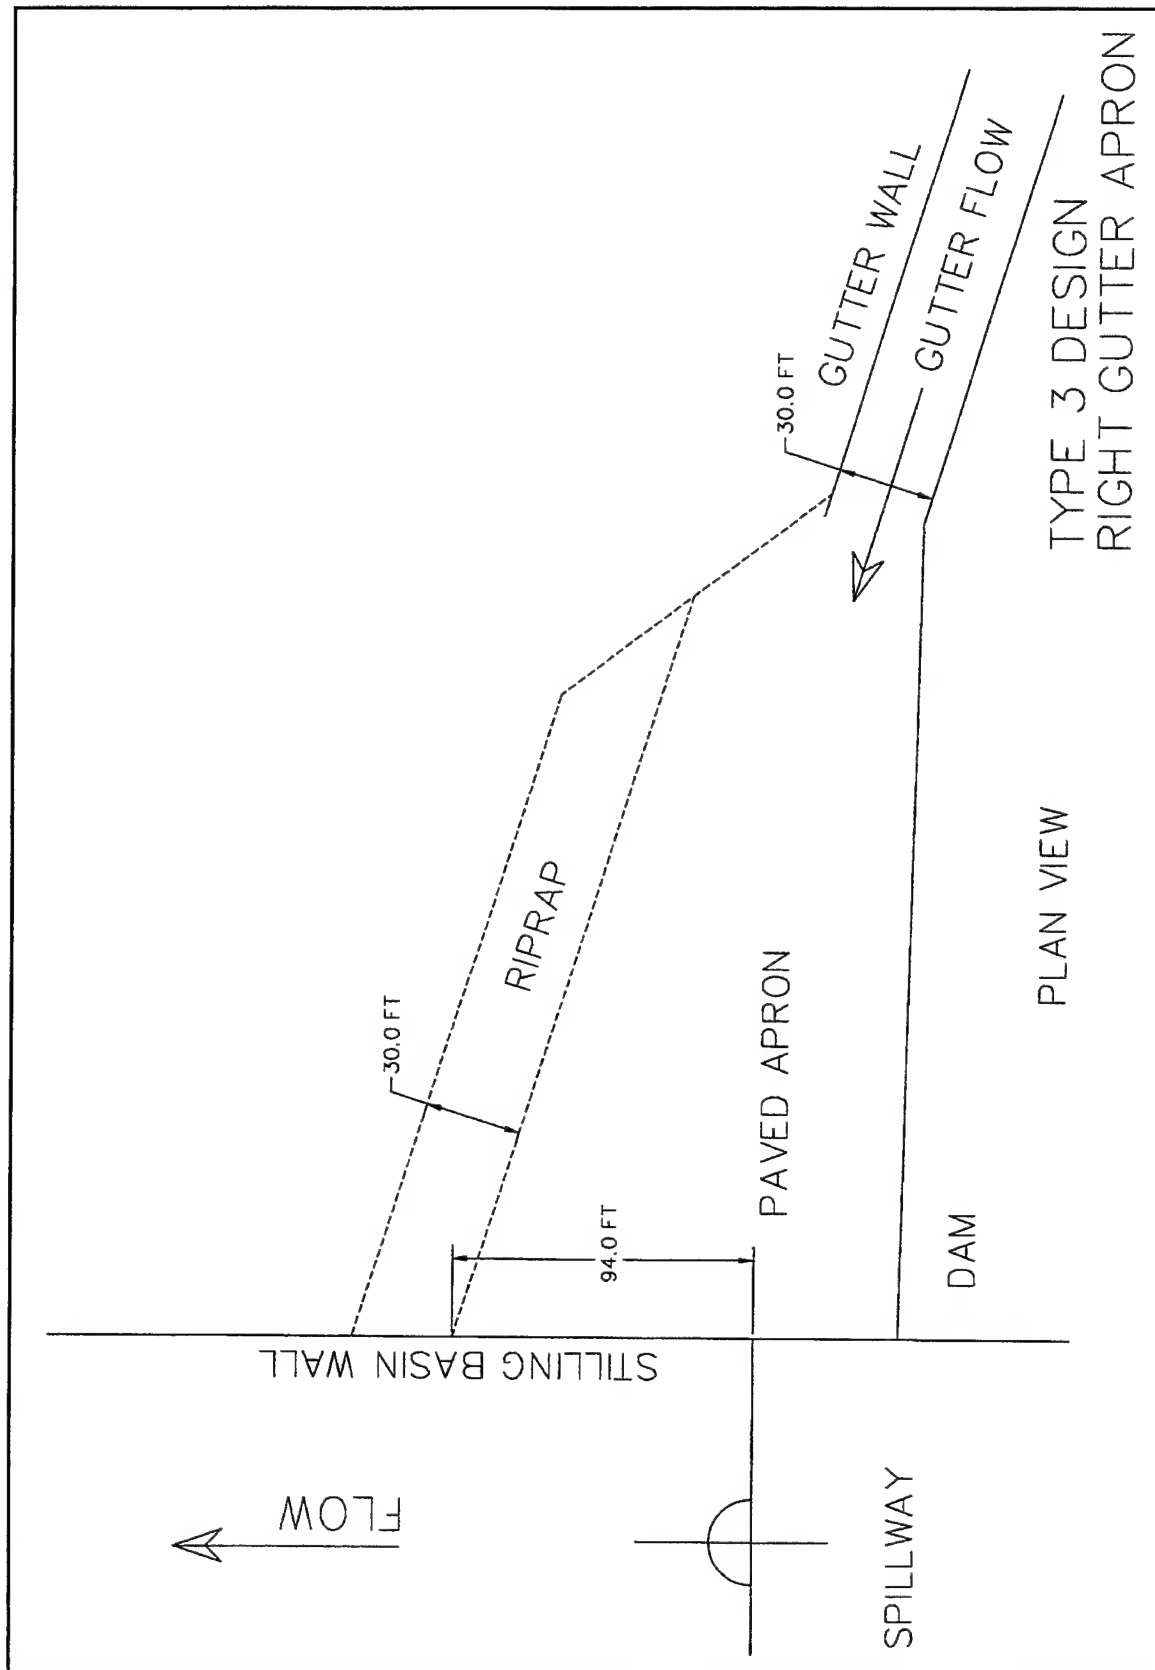 FLOW
STILLING BASIN WALL
SPILLWAY
DAM
94.0 FT
PAVED APRON
30.0 FT
RIPRAP
PLAN VIEW
30.0 FT
GUTTER WALL
GUTTER FLOW
TYPE 3 DESIGN
RIGHT GUTTER APRON